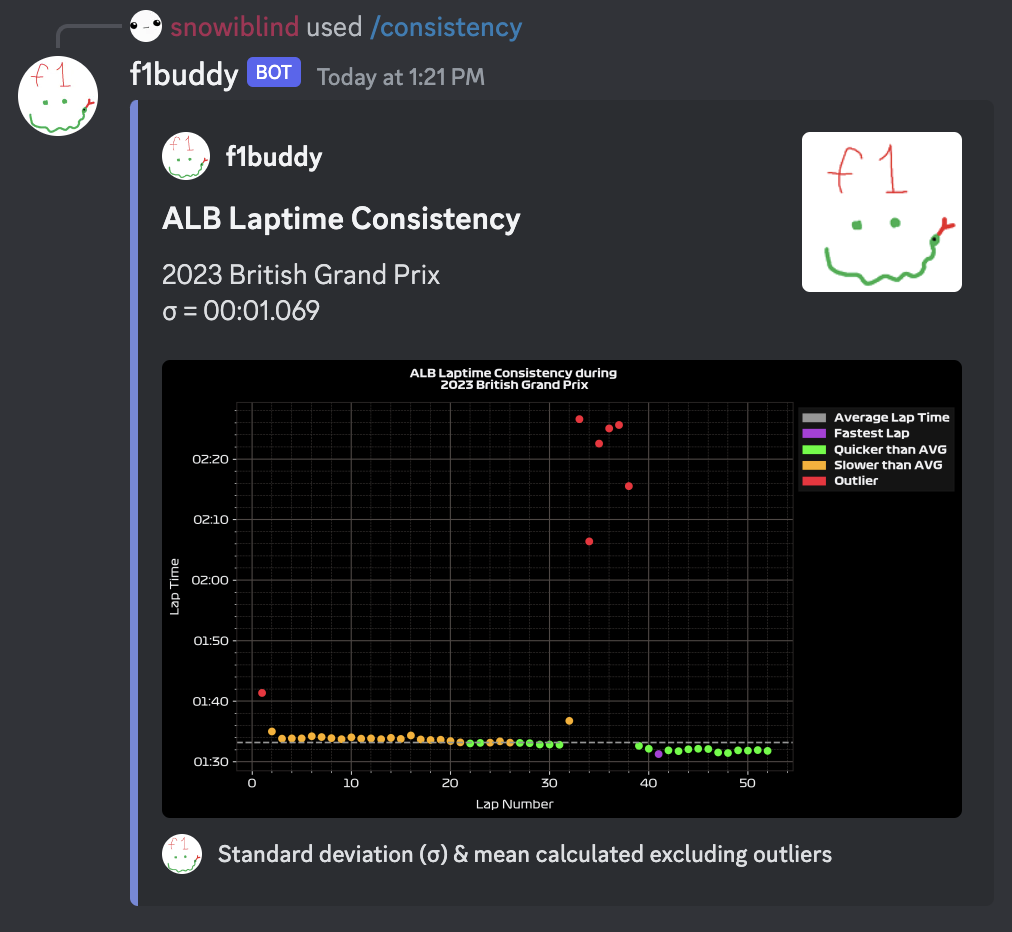 snowiblind used /consistency
f1
f1buddy BOT Today at 1:21 PM
f1
f1buddy
f1
ALB Laptime Consistency
2023 British Grand Prix
σ = 00:01.069
ALB Laptime Consistency during
2023 British Grand Prix
Average Lap Time
Fastest Lap
Quicker than AVG
Slower than AVG
Outlier
02:20
02:10
02:00
01:50
01:40
01:30
Lap Time
0 10 20 30 40 50
Lap Number
f1
Standard deviation (σ) & mean calculated excluding outliers